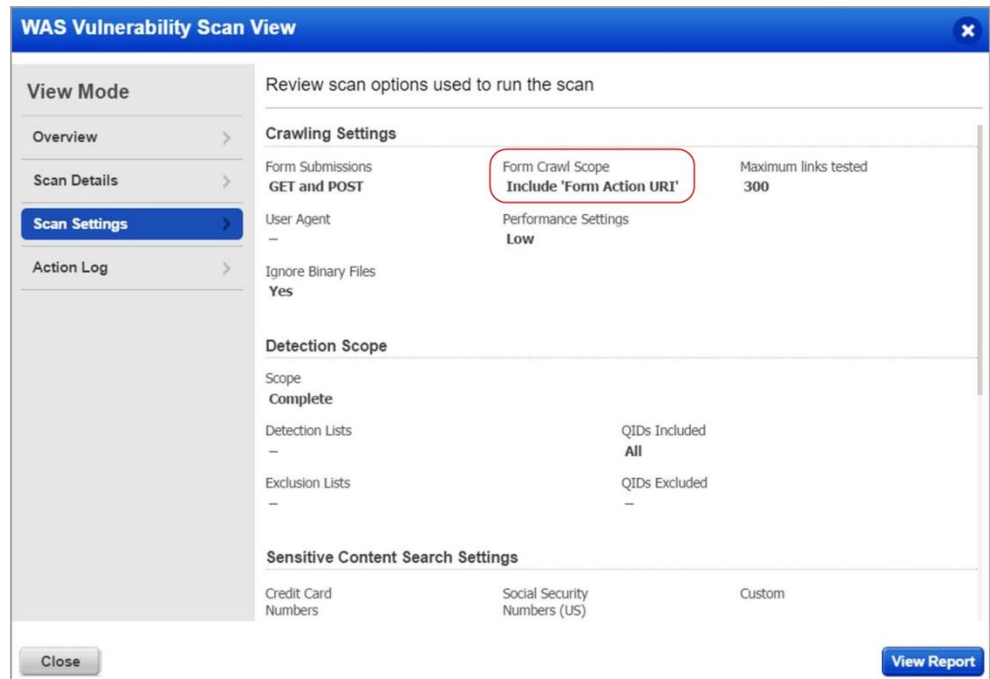 WAS Vulnerability Scan View
View Mode
Overview
Scan Details
Scan Settings
Action Log
Review scan options used to run the scan
Crawling Settings
Form Submissions
GET and POST
Form Crawl Scope
Include 'Form Action URI'
Maximum links tested
300
User Agent
–
Performance Settings
Low
Ignore Binary Files
Yes
Detection Scope
Scope
Complete
Detection Lists
–
QIDs Included
All
Exclusion Lists
–
QIDs Excluded
–
Sensitive Content Search Settings
Credit Card
Numbers
Social Security
Numbers (US)
Custom
Close
View Report